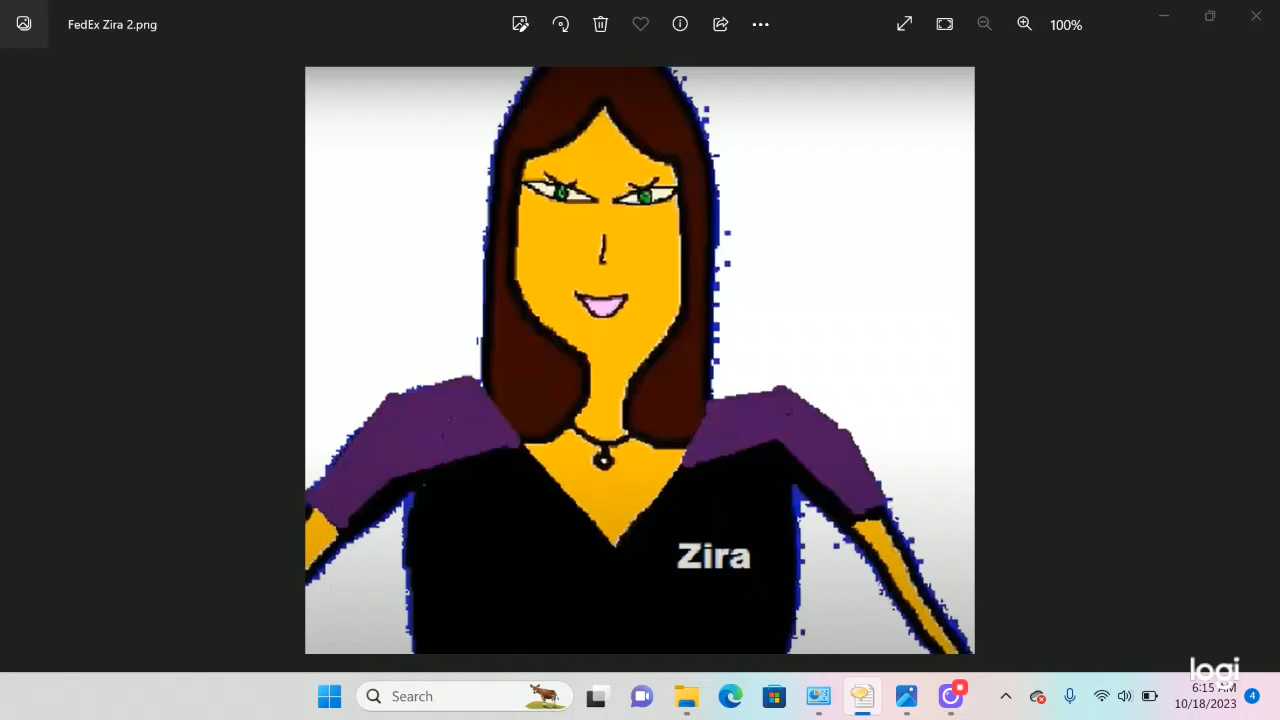 FedEx Zira 2.png
100%
Zira
Search
logi
6:15 AM
10/18/2023
4